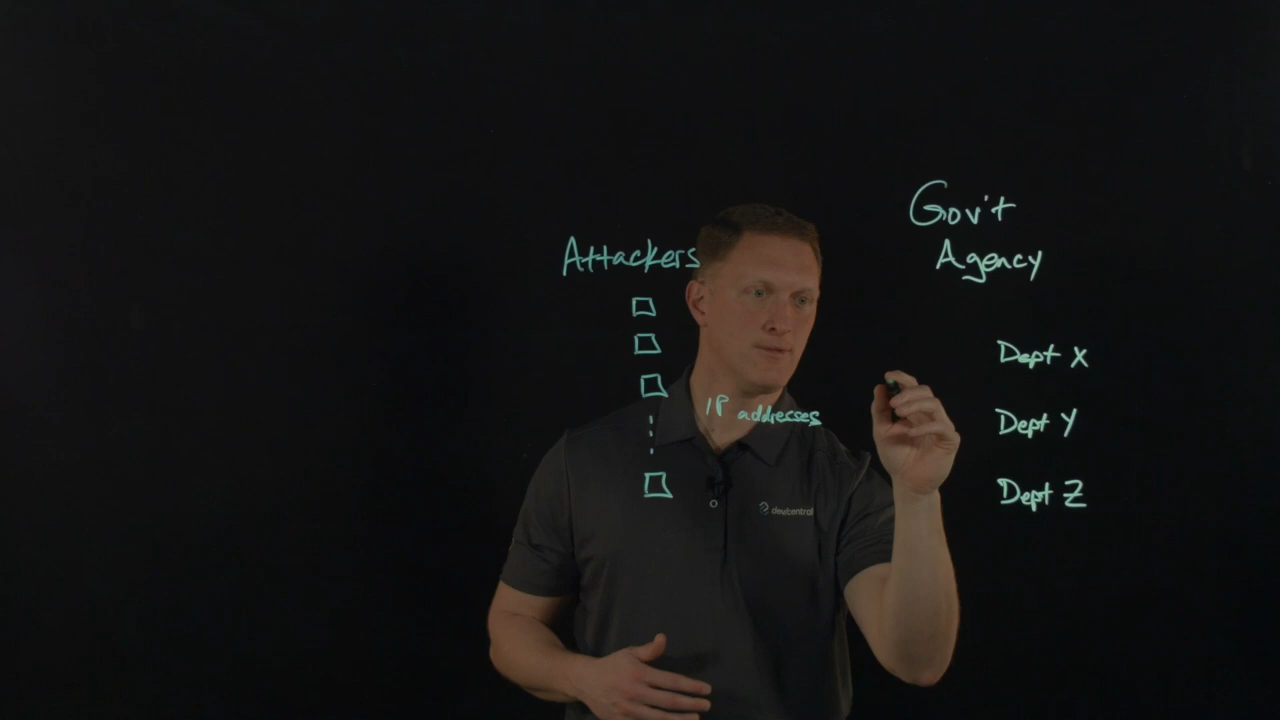 Gov't
Agency
Attackers
Dept X
IP addresses
Dept Y
Dept Z
devcentral